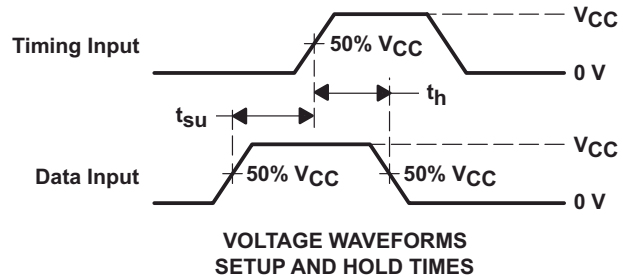 VCC
Timing Input
50% VCC
0 V
th
tsu
VCC
Data Input
50% VCC
50% VCC
0 V
VOLTAGE WAVEFORMS
SETUP AND HOLD TIMES